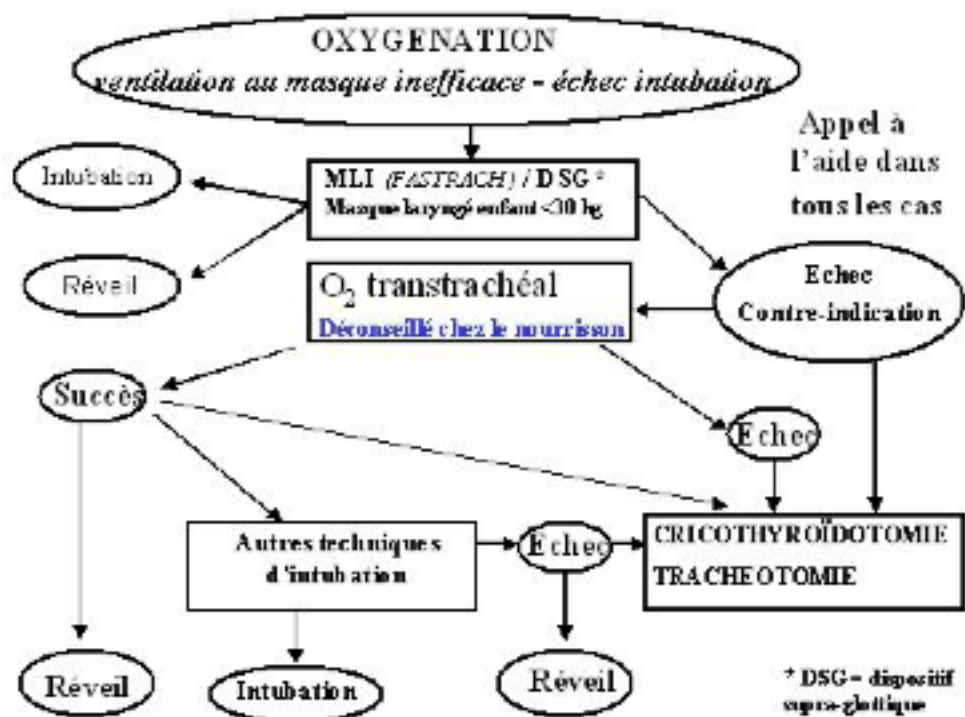 OXYGENATION
ventilation au masque inefficace - échec intubation
Appel à
l'aide dans
tous les cas
Intubation
MLI (FASTRACH) / DSG *
Masque laryngé enfant <30 kg
Réveil
O₂ transtrachéal
Déconseillé chez le nourrisson
Echec
Contre-indication
Succès
Echec
Autres techniques
d'intubation
Echec
CRICOTHYROÏDOTOMIE
TRACHEOTOMIE
Réveil
Intubation
Réveil
* DSG = dispositif
supra-glottique